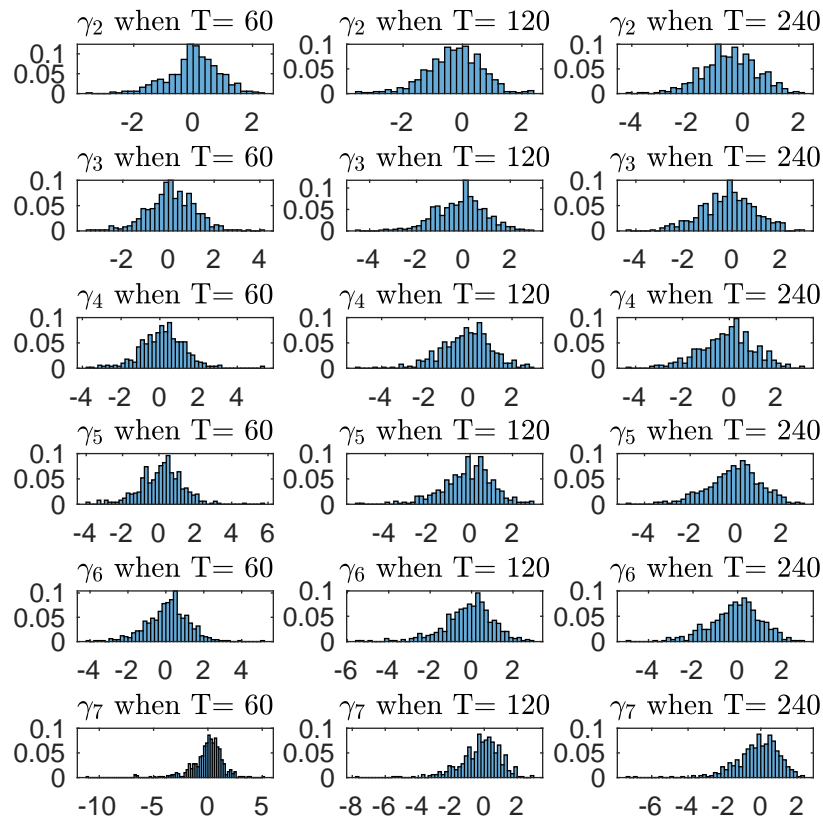 γ2 when T= 60 γ2 when T= 120 γ2 when T= 240
0.1 0.1 0.1
0.05 0.05 0.05
0 0 0
-2 0 2 -2 0 2 -4 -2 0 2
γ3 when T= 60 γ3 when T= 120 γ3 when T= 240
0.1 0.1 0.1
0.05 0.05 0.05
0 0 0
-2 0 2 4 -4 -2 0 2 -4 -2 0 2
γ4 when T= 60 γ4 when T= 120 γ4 when T= 240
0.1 0.1 0.1
0.05 0.05 0.05
0 0 0
-4 -2 0 2 4 -4 -2 0 2 -4 -2 0 2
γ5 when T= 60 γ5 when T= 120 γ5 when T= 240
0.1 0.1 0.1
0.05 0.05 0.05
0 0 0
-4 -2 0 2 4 6 -4 -2 0 2 -4 -2 0 2
γ6 when T= 60 γ6 when T= 120 γ6 when T= 240
0.1 0.1 0.1
0.05 0.05 0.05
0 0 0
-4 -2 0 2 4 -6 -4 -2 0 2 -4 -2 0 2
γ7 when T= 60 γ7 when T= 120 γ7 when T= 240
0.1 0.1 0.1
0.05 0.05 0.05
0 0 0
-10 -5 0 5 -8 -6 -4 -2 0 2 -6 -4 -2 0 2